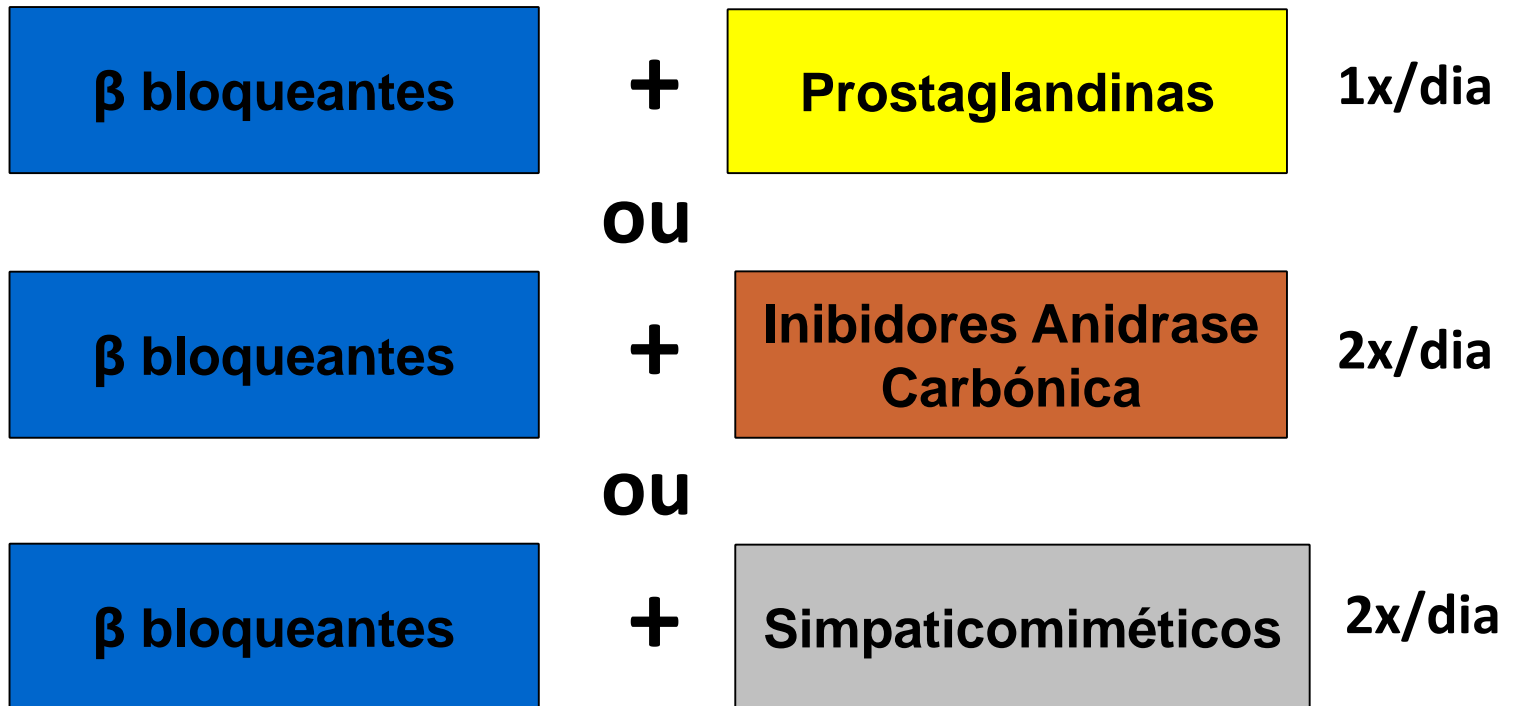 β bloqueantes + Prostaglandinas 1x/dia
ou
β bloqueantes + Inibidores Anidrase
Carbónica 2x/dia
ou
β bloqueantes + Simpaticomiméticos 2x/dia